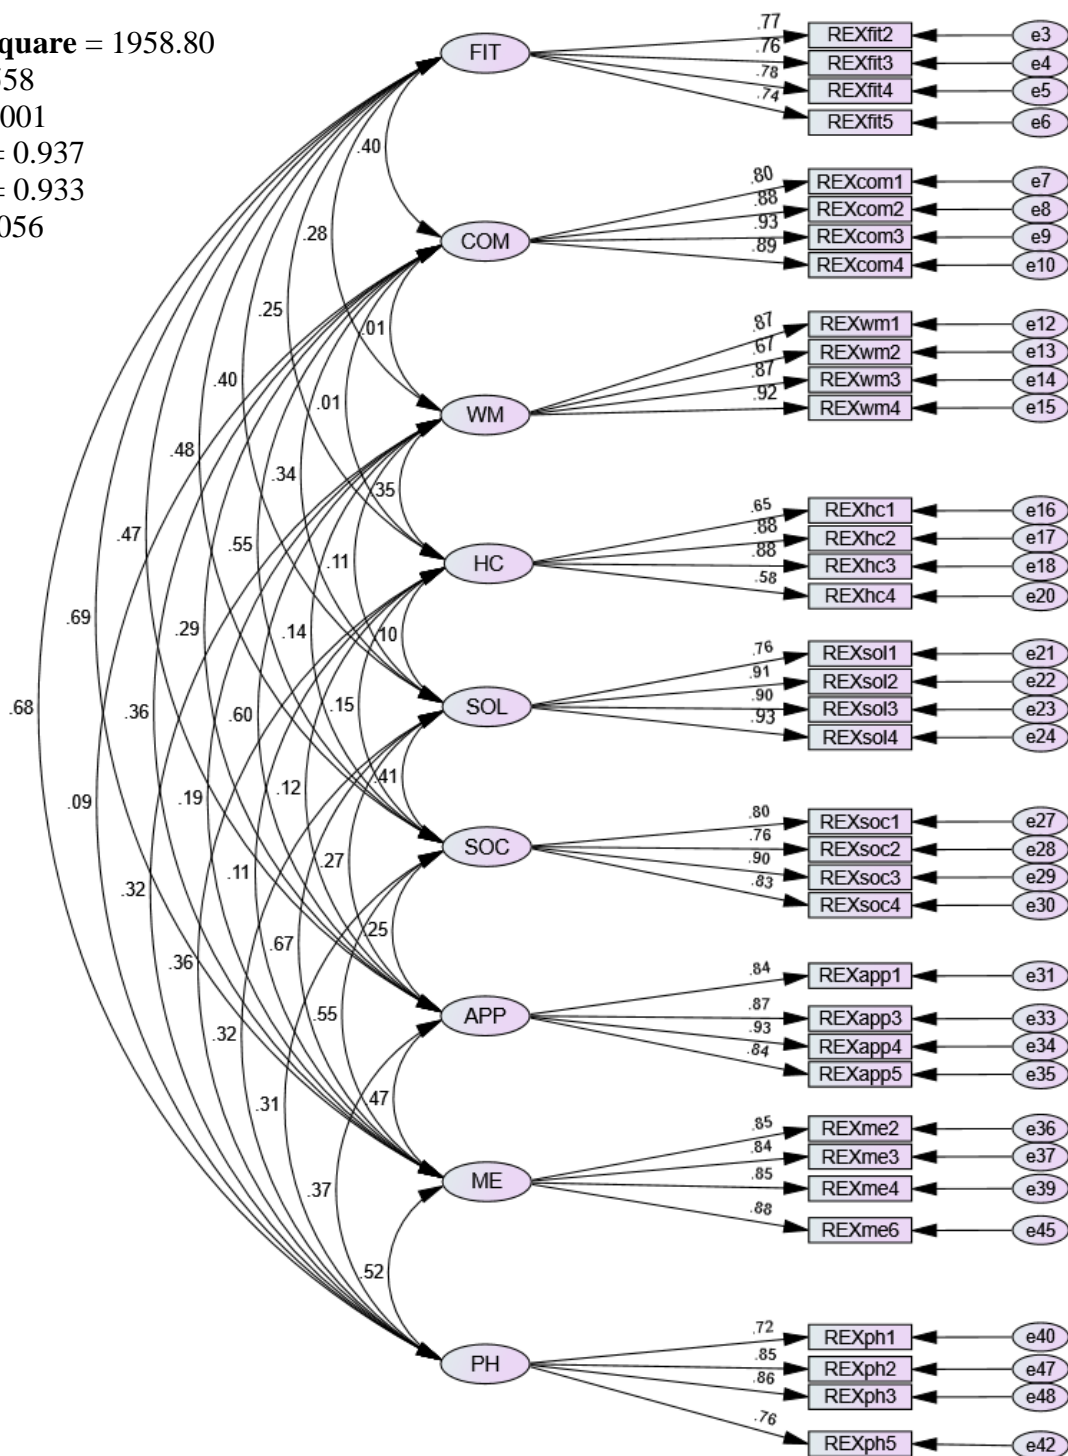 quare = 1958.80
558
001
= 0.937
= 0.933
056
FIT
.77 REXfit2 e3
.76 REXfit3 e4
.78 REXfit4 e5
.74 REXfit5 e6
.40
COM
.80 REXcom1 e7
.88 REXcom2 e8
.93 REXcom3 e9
.89 REXcom4 e10
.28
.25
.01
.40
.01
WM
.87 REXwm1 e12
.67 REXwm2 e13
.87 REXwm3 e14
.92 REXwm4 e15
.48
.34
.35
.47
.55
.11
HC
.65 REXhc1 e16
.88 REXhc2 e17
.88 REXhc3 e18
.58 REXhc4 e20
.69
.29
.14
.10
.68
.36
.60
.15
SOL
.76 REXsol1 e21
.91 REXsol2 e22
.90 REXsol3 e23
.93 REXsol4 e24
.09
.19
.12
.41
SOC
.80 REXsoc1 e27
.76 REXsoc2 e28
.90 REXsoc3 e29
.83 REXsoc4 e30
.32
.11
.27
.36
.67
.25
APP
.84 REXapp1 e31
.87 REXapp3 e33
.93 REXapp4 e34
.84 REXapp5 e35
.32
.55
.31
.47
ME
.85 REXme2 e36
.84 REXme3 e37
.85 REXme4 e39
.88 REXme6 e45
.37
.52
PH
.72 REXph1 e40
.85 REXph2 e47
.86 REXph3 e48
.76 REXph5 e42